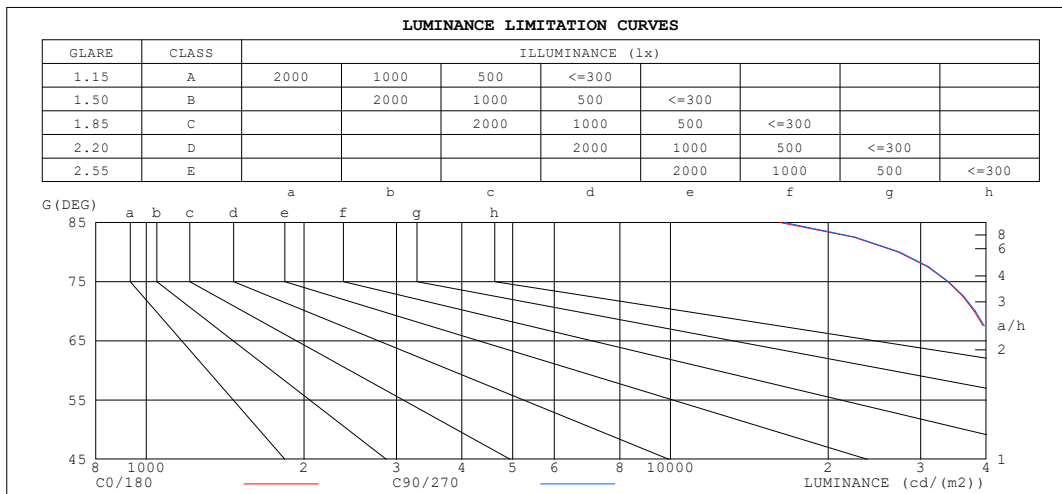 LUMINANCE LIMITATION CURVES
GLARE CLASS ILLUMINANCE (lx)
1.15 A 2000 1000 500 <=300
1.50 B 2000 1000 500 <=300
1.85 C 2000 1000 500 <=300
2.20 D 2000 1000 500 <=300
2.55 E 2000 1000 500 <=300
a b c d e f g h
G(DEG)
a b c d e f g h
85
8
6
75 4
3
a/h
65 2
55
45 1
8 1000 2 3 4 5 6 8 10000 2 3 4
C0/180 C90/270 LUMINANCE (cd/(m2))